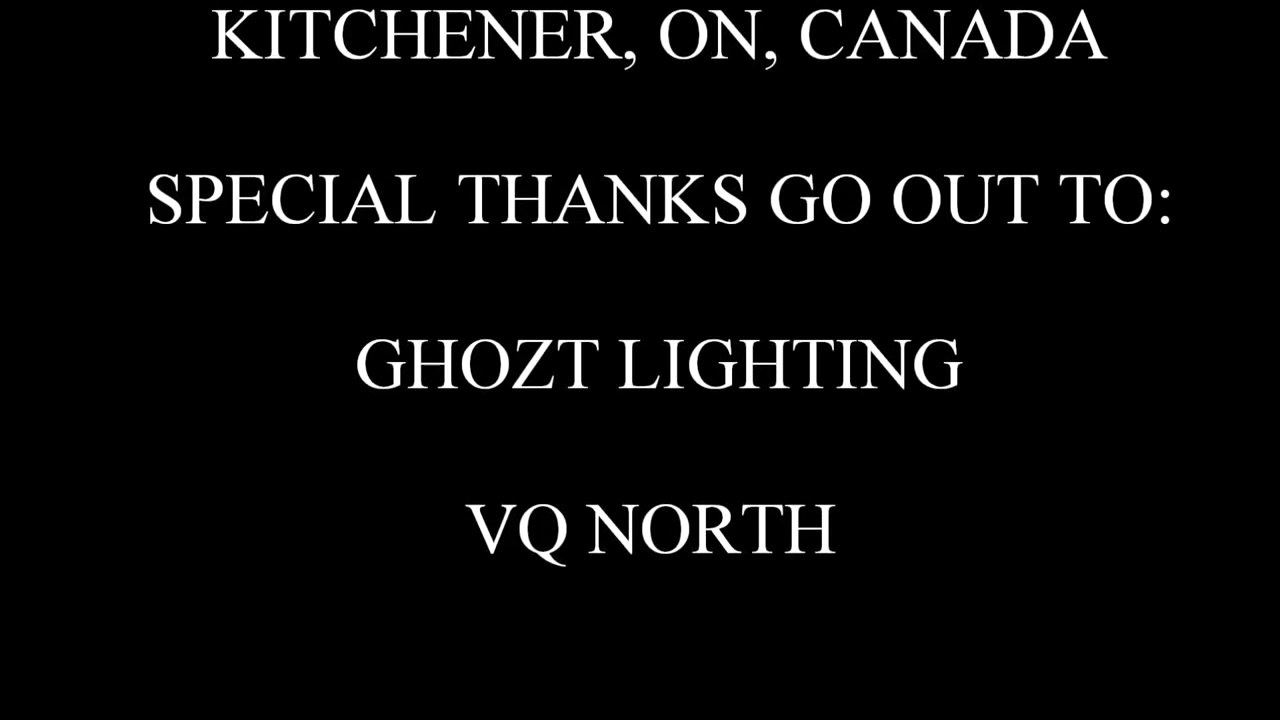 KITCHENER, ON, CANADA
SPECIAL THANKS GO OUT TO:
GHOZT LIGHTING
VQ NORTH